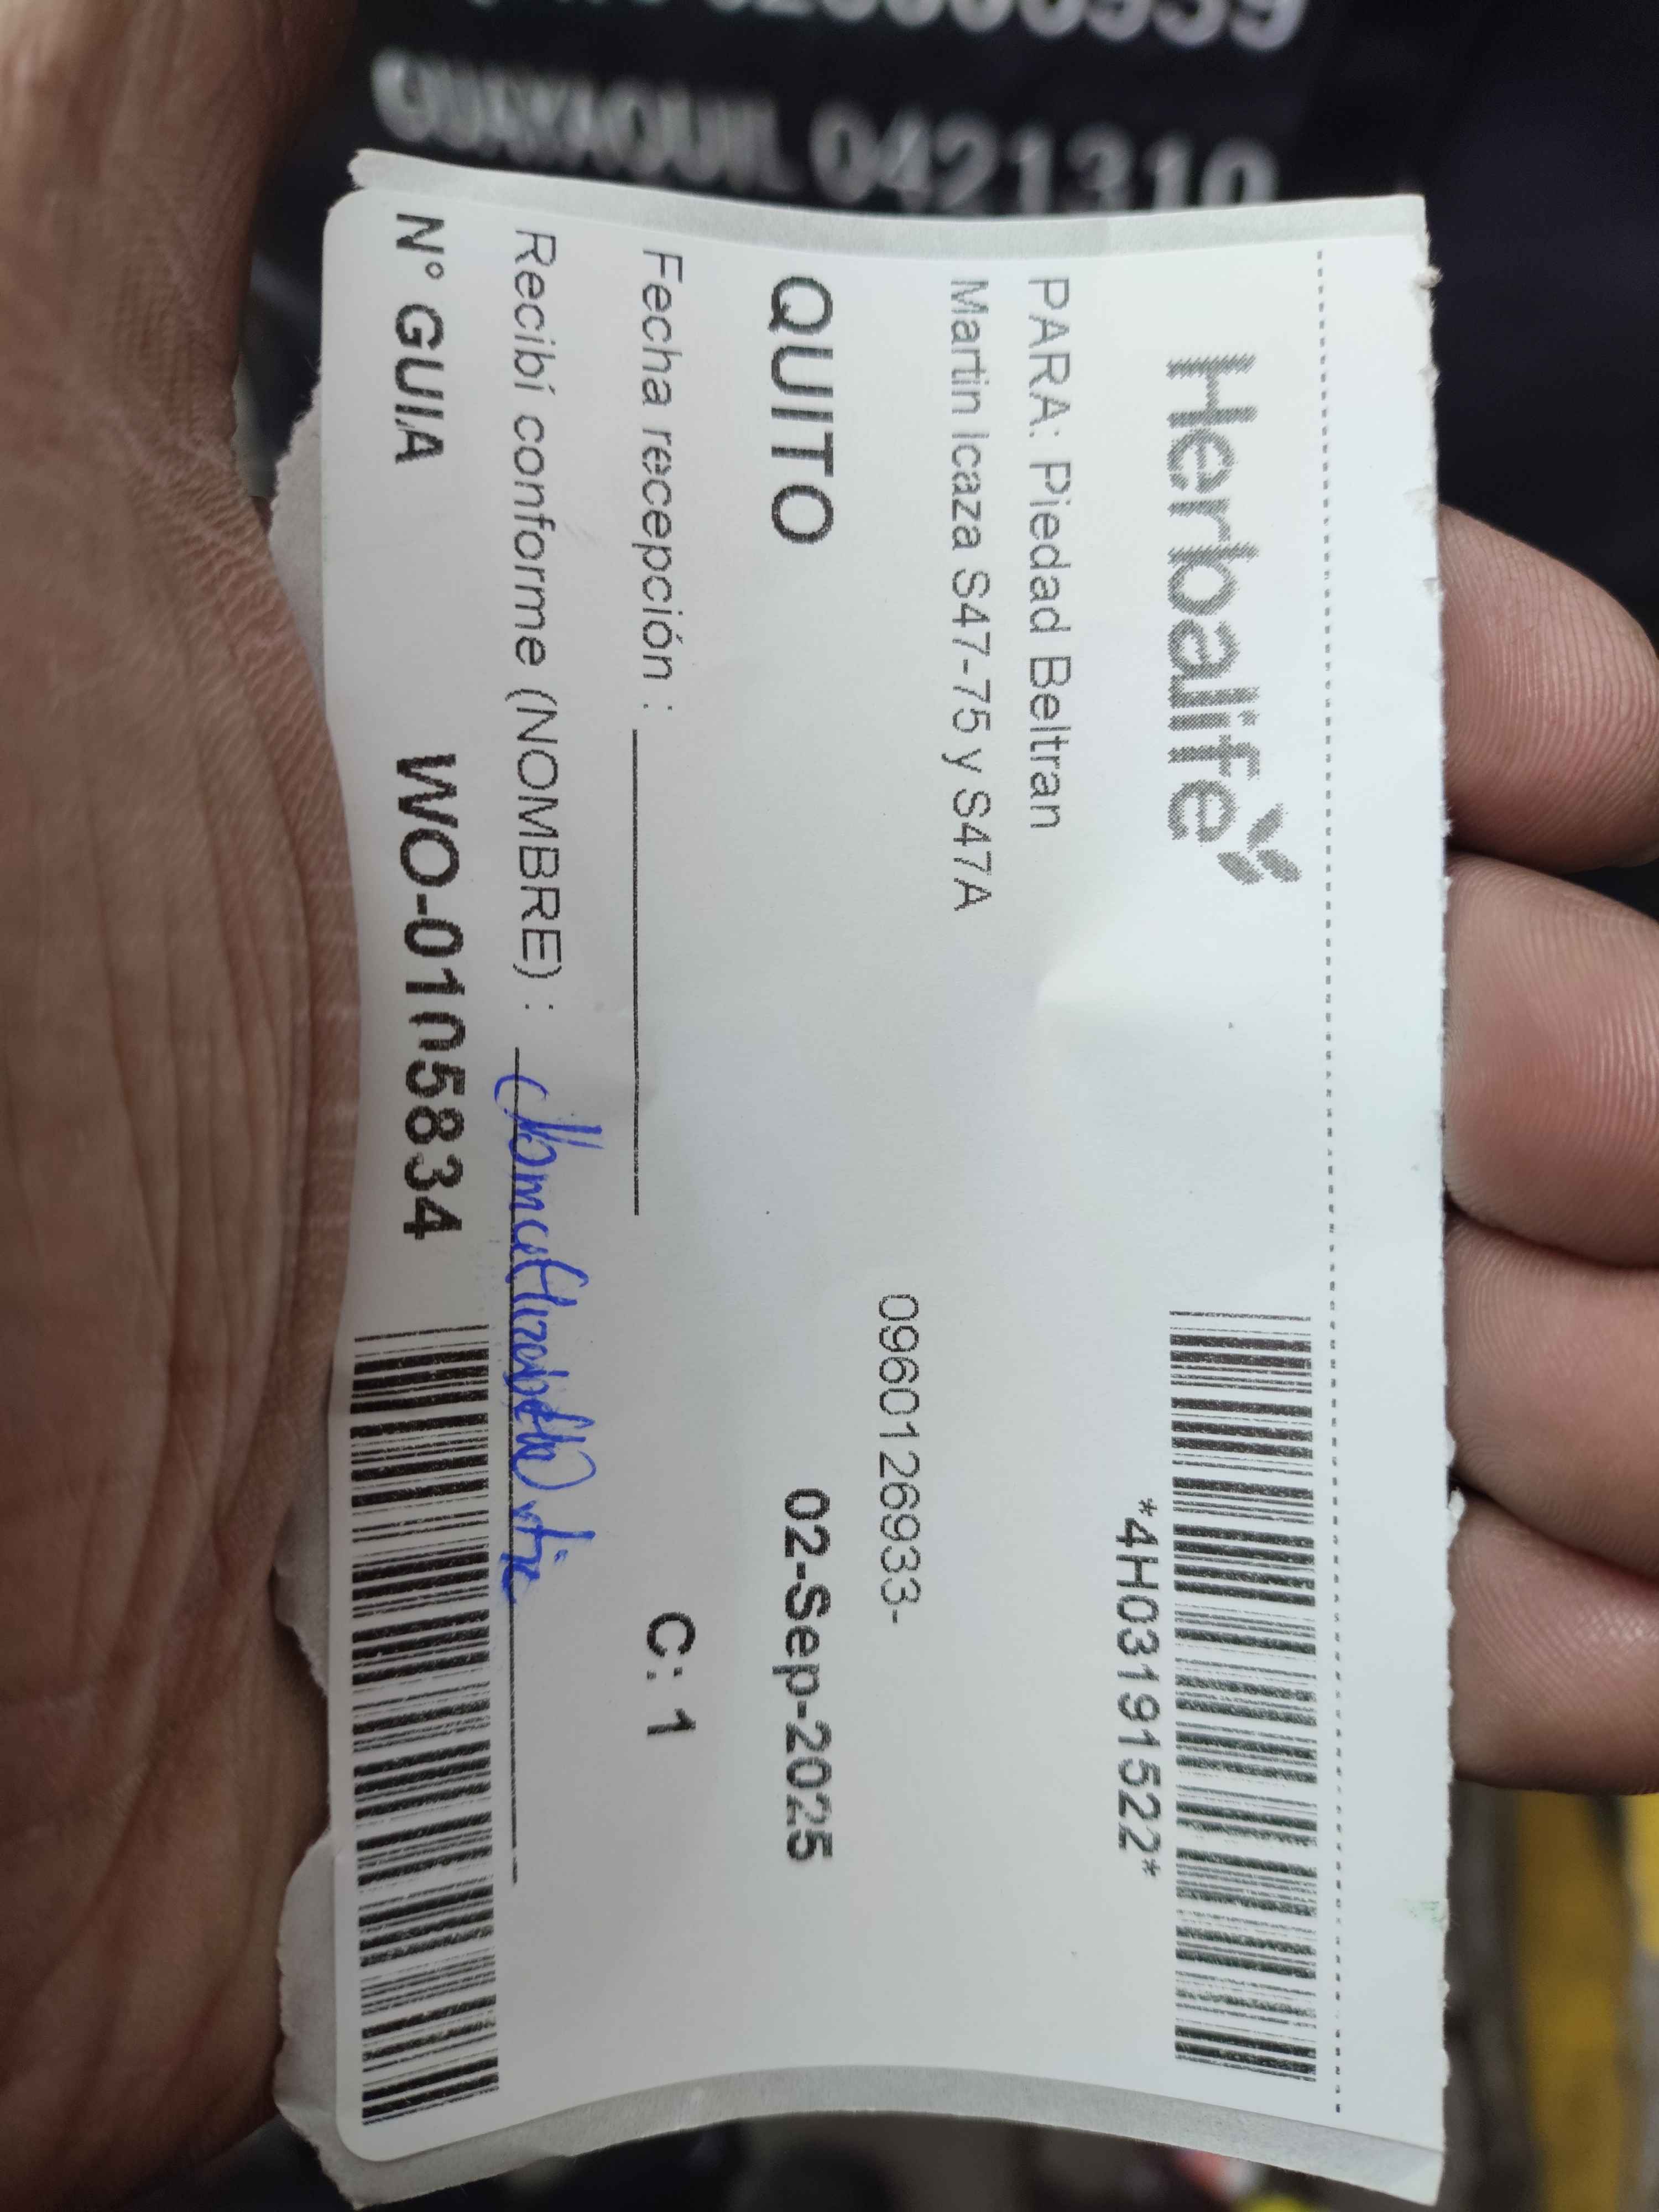 GUAYAQUIL 0421310
Herbalife
*4H03191522*
PARA: Piedad Beltran
Martin Icaza S47-75 y S47A
0960126933-
QUITO 02-Sep-2025
Fecha recepción : C: 1
Recibí conforme (NOMBRE) :
N° GUIA WO-0105834